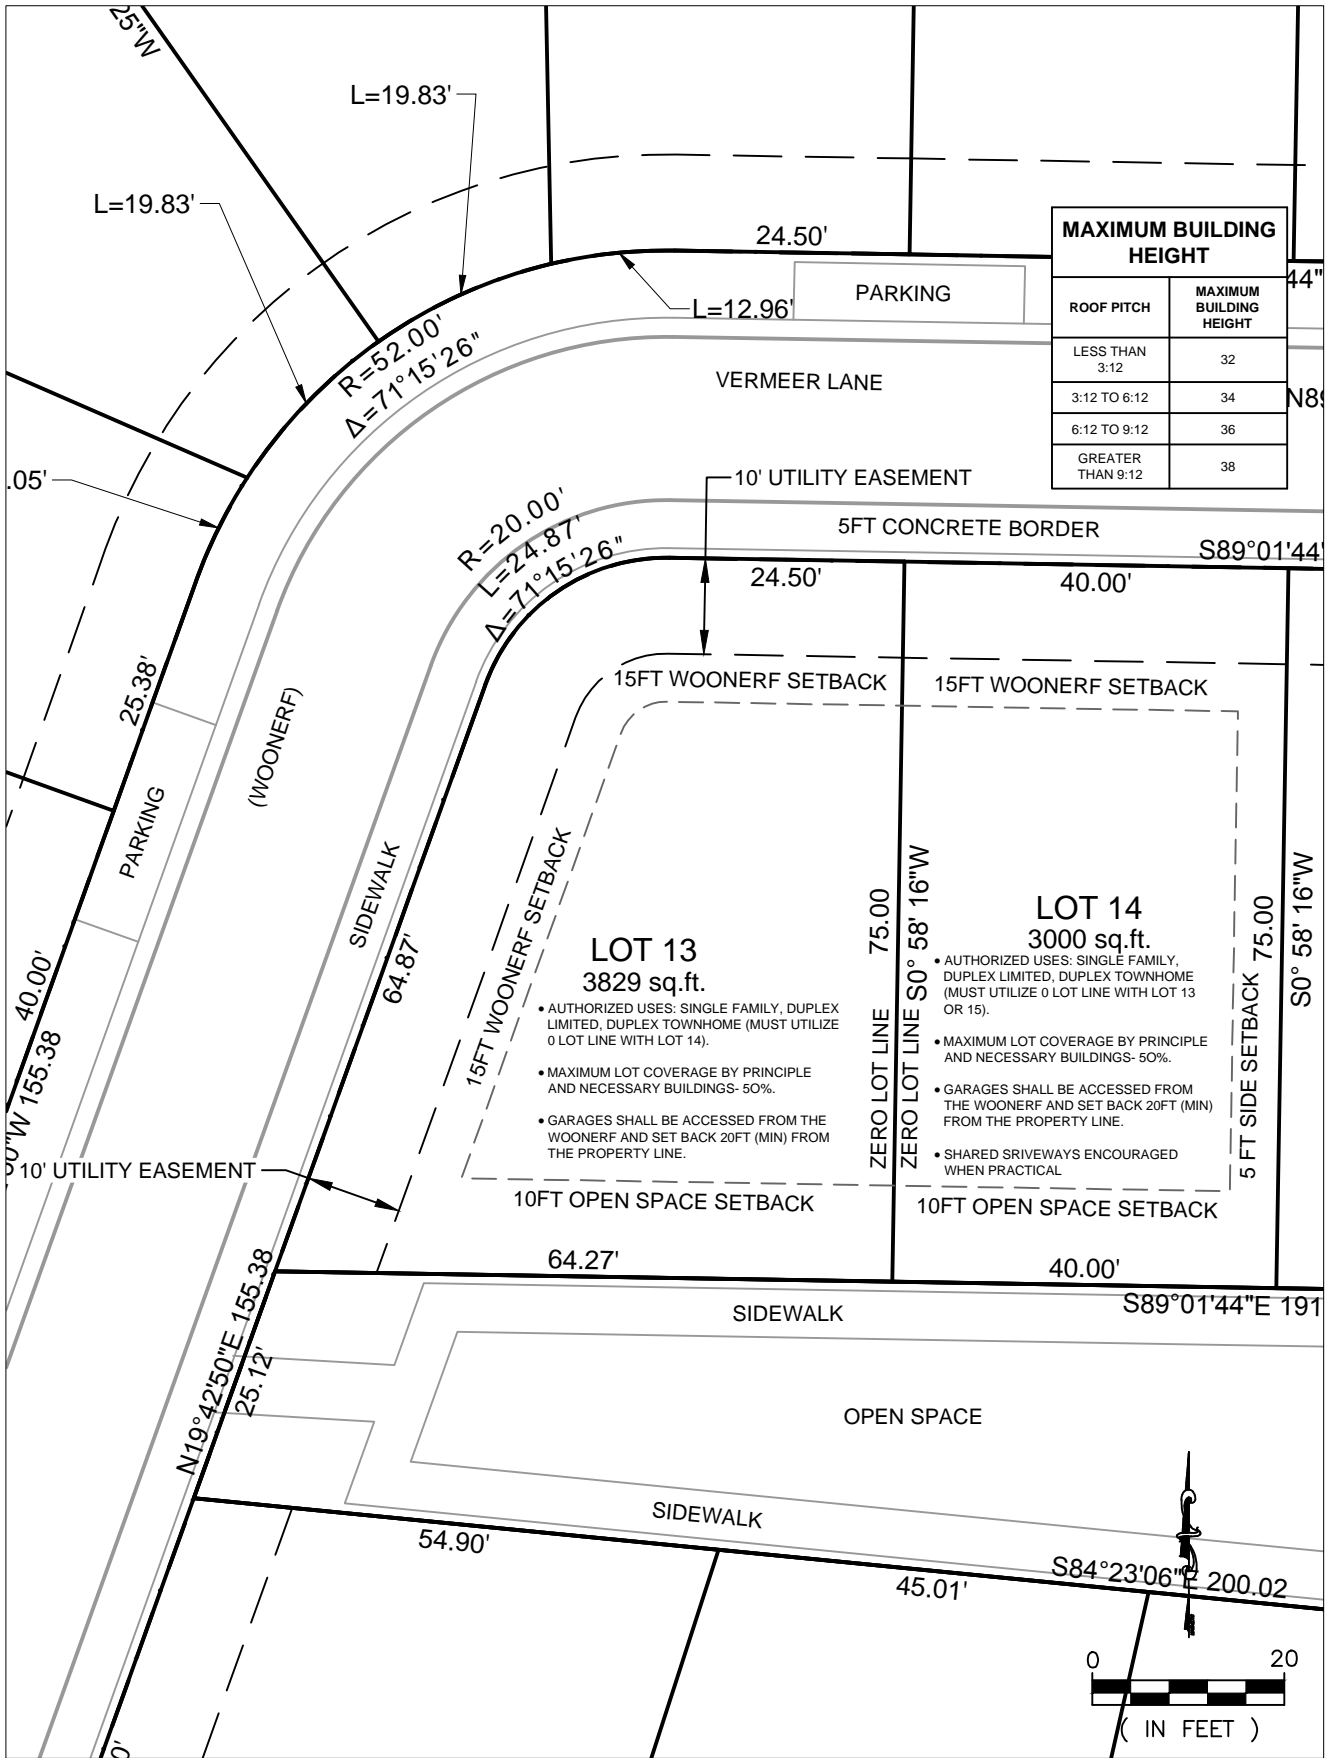 25"W
L=19.83'
L=19.83'
24.50'
PARKING
L=12.96'
R=52.00'
Δ=71°15'26"
VERMEER LANE
MAXIMUM BUILDING
HEIGHT
ROOF PITCH
MAXIMUM
BUILDING
HEIGHT
LESS THAN
3:12
32
3:12 TO 6:12
34
6:12 TO 9:12
36
GREATER
THAN 9:12
38
44"
N89
.05'
10' UTILITY EASEMENT
R=20.00'
L=24.87'
Δ=71°15'26"
5FT CONCRETE BORDER
S89°01'44"
24.50'
40.00'
25.38'
(WOONERF)
15FT WOONERF SETBACK
15FT WOONERF SETBACK
PARKING
SIDEWALK
15FT WOONERF SETBACK
64.87'
40.00'
LOT 13
3829 sq.ft.
• AUTHORIZED USES: SINGLE FAMILY, DUPLEX
LIMITED, DUPLEX TOWNHOME (MUST UTILIZE
0 LOT LINE WITH LOT 14).
• MAXIMUM LOT COVERAGE BY PRINCIPLE
AND NECESSARY BUILDINGS- 50%.
• GARAGES SHALL BE ACCESSED FROM THE
WOONERF AND SET BACK 20FT (MIN) FROM
THE PROPERTY LINE.
75.00
ZERO LOT LINE
ZERO LOT LINE
S0° 58' 16"W
LOT 14
3000 sq.ft.
• AUTHORIZED USES: SINGLE FAMILY,
DUPLEX LIMITED, DUPLEX TOWNHOME
(MUST UTILIZE 0 LOT LINE WITH LOT 13
OR 15).
• MAXIMUM LOT COVERAGE BY PRINCIPLE
AND NECESSARY BUILDINGS- 50%.
• GARAGES SHALL BE ACCESSED FROM
THE WOONERF AND SET BACK 20FT (MIN)
FROM THE PROPERTY LINE.
• SHARED SRIVEWAYS ENCOURAGED
WHEN PRACTICAL
5 FT SIDE SETBACK
75.00
S0° 58' 16"W
"W 155.38
10' UTILITY EASEMENT
10FT OPEN SPACE SETBACK
10FT OPEN SPACE SETBACK
64.27'
40.00'
S89°01'44"E 191
SIDEWALK
N19°42'50"E 155.38
25.12'
OPEN SPACE
SIDEWALK
54.90'
45.01'
S84°23'06"E 200.02
0 20
( IN FEET )
0'